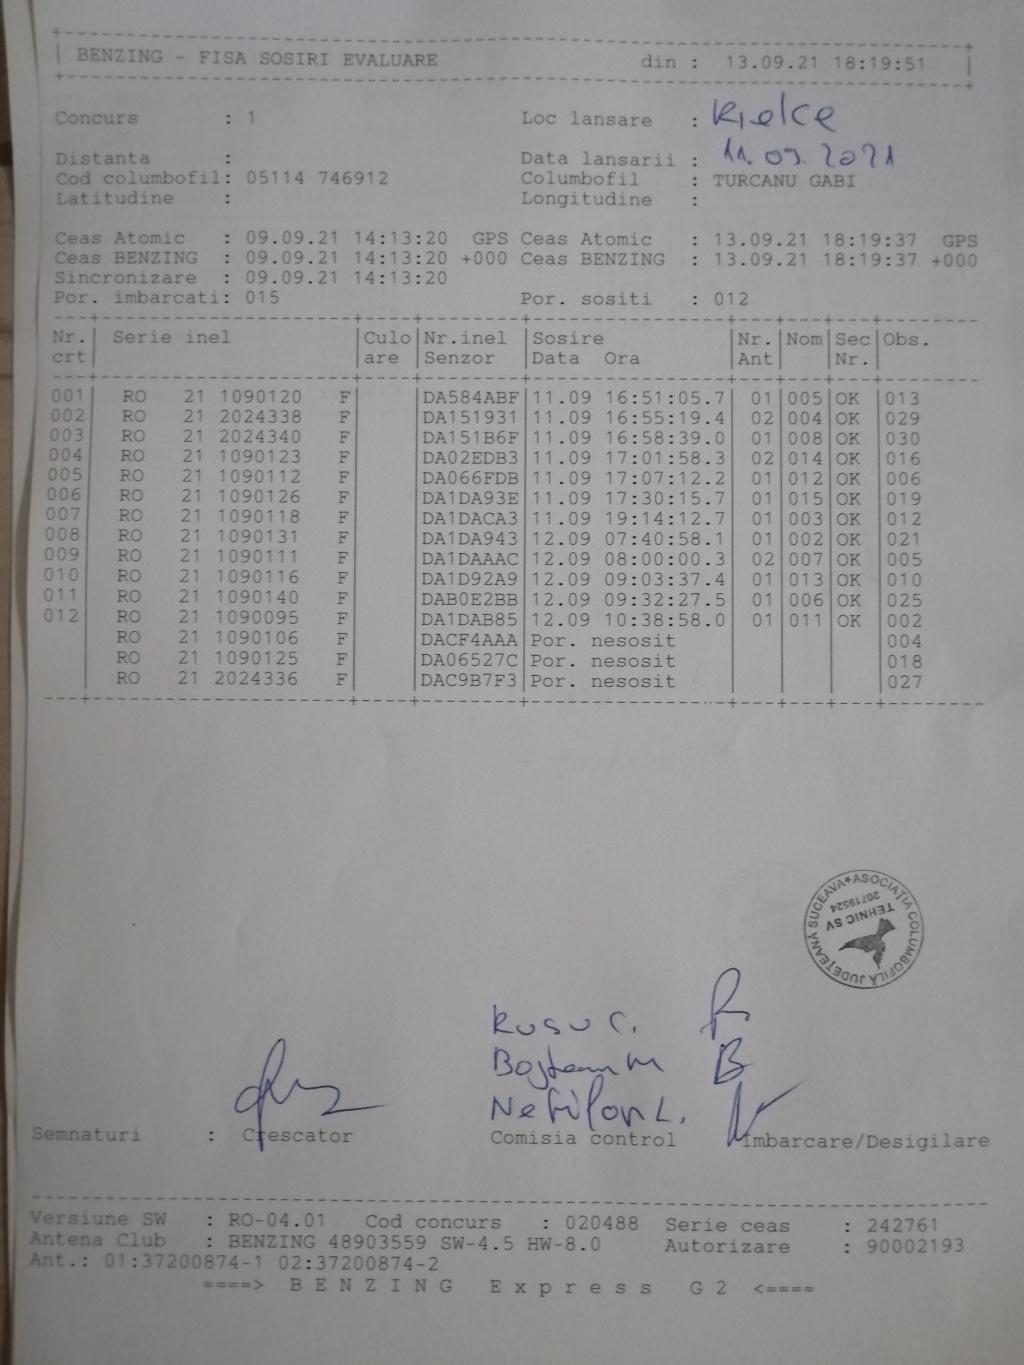 BENZING - FISA SOSIRI EVALUARE din : 13.09.21 18:19:51
Concurs : 1 Loc lansare : Kielce
Distanta : Data lansarii : 11.09.2021
Cod columbofil: 05114 746912 Columbofil : TURCANU GABI
Latitudine : Longitudine :
Ceas Atomic : 09.09.21 14:13:20 GPS Ceas Atomic : 13.09.21 18:19:37 GPS
Ceas BENZING : 09.09.21 14:13:20 +000 Ceas BENZING : 13.09.21 18:19:37 +000
Sincronizare : 09.09.21 14:13:20
Por. imbarcati: 015 Por. sositi : 012
Nr. Serie inel Culo Nr.inel Sosire Nr. Nom Sec Obs.
crt are Senzor Data Ora Ant Nr.
001 RO 21 1090120 F DA584ABF 11.09 16:51:05.7 01 005 OK 013
002 RO 21 2024338 F DA151931 11.09 16:55:19.4 02 004 OK 029
003 RO 21 2024340 F DA151B6F 11.09 16:58:39.0 01 008 OK 030
004 RO 21 1090123 F DA02EDB3 11.09 17:01:58.3 02 014 OK 016
005 RO 21 1090112 F DA066FDB 11.09 17:07:12.2 01 012 OK 006
006 RO 21 1090126 F DA1DA93E 11.09 17:30:15.7 01 015 OK 019
007 RO 21 1090118 F DA1DACA3 11.09 19:14:12.7 01 003 OK 012
008 RO 21 1090131 F DA1DA943 12.09 07:40:58.1 01 002 OK 021
009 RO 21 1090111 F DA1DAAAC 12.09 08:00:00.3 02 007 OK 005
010 RO 21 1090116 F DA1D92A9 12.09 09:03:37.4 01 013 OK 010
011 RO 21 1090140 F DAB0E2BB 12.09 09:32:27.5 01 006 OK 025
012 RO 21 1090095 F DA1DAB85 12.09 10:38:58.0 01 011 OK 002
RO 21 1090106 F DACF4AAA Por. nesosit 004
RO 21 1090125 F DA06527C Por. nesosit 018
RO 21 2024336 F DAC9B7F3 Por. nesosit 027
ASOCIAȚIA COLUMBOFILĂ JUDEȚEANĂ SUCEAVA*
TEHNIC SV
20719524
Rusu C.
B
L.
Semnaturi : Crescator Comisia control Imbarcare/Desigilare
Versiune SW : RO-04.01 Cod concurs : 020488 Serie ceas : 242761
Antena Club : BENZING 48903559 SW-4.5 HW-8.0 Autorizare : 90002193
Ant.: 01:37200874-1 02:37200874-2
====> BENZING Express G2 <====